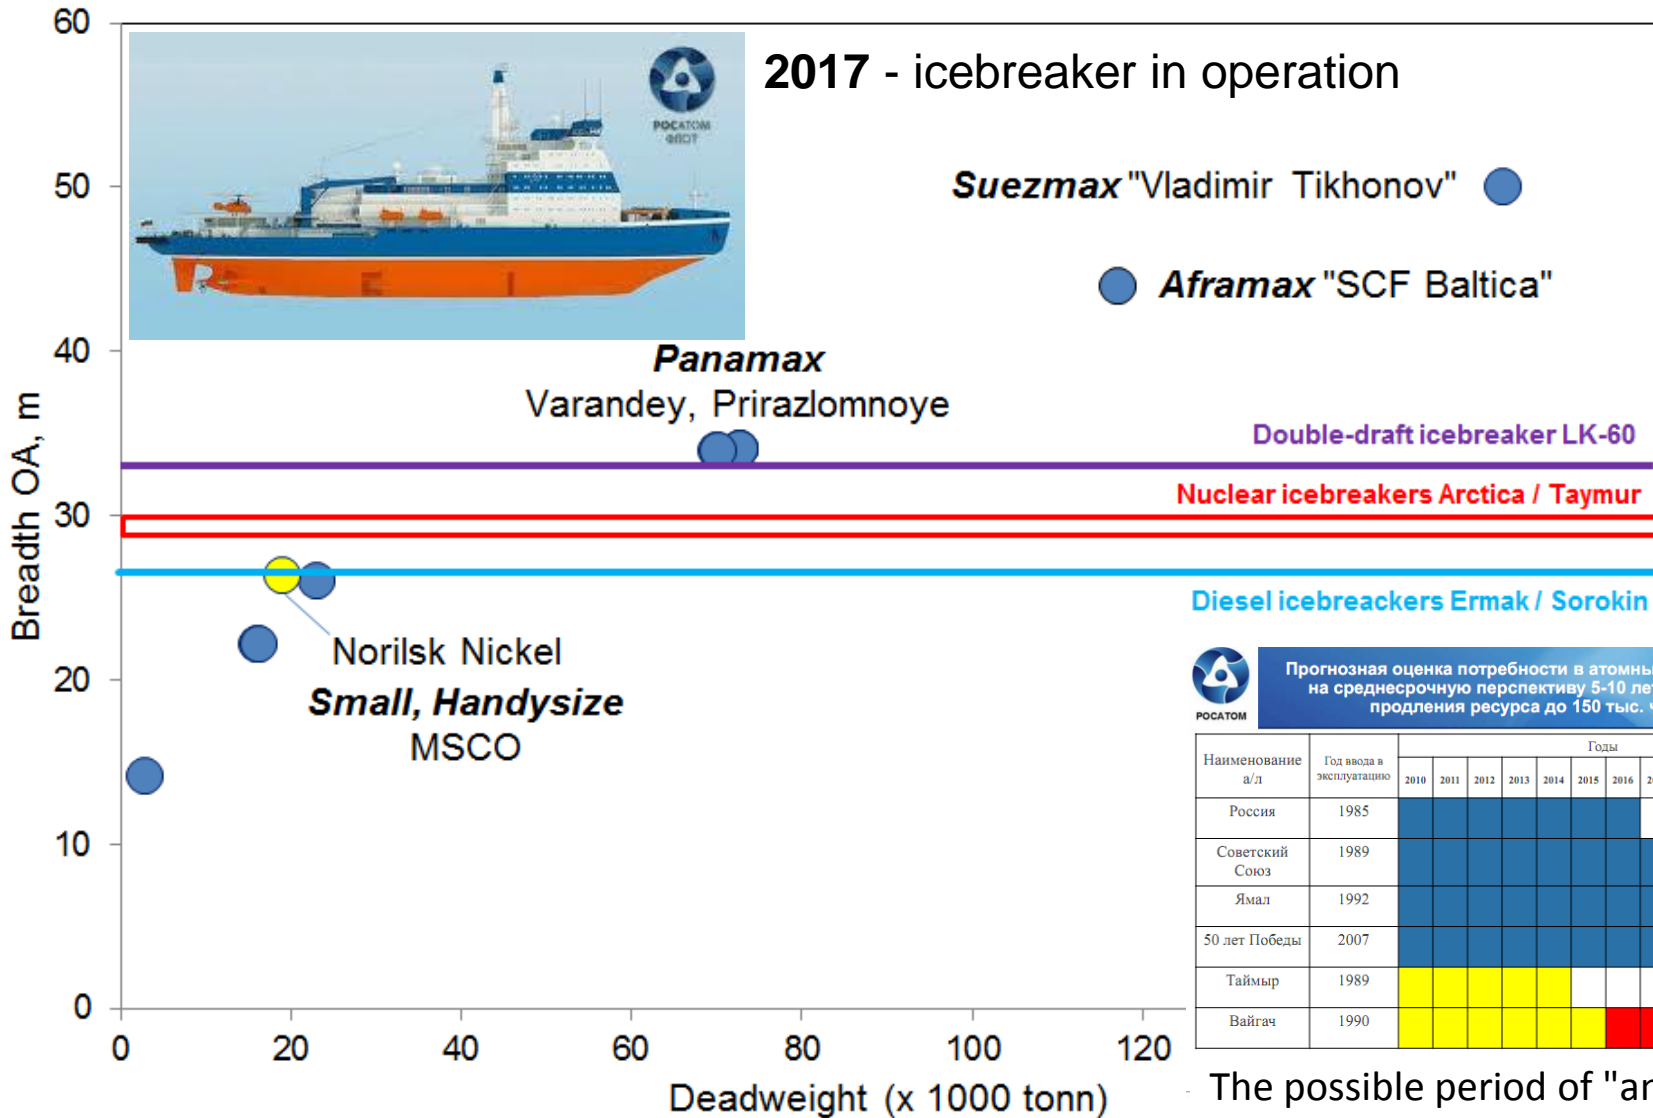 2017 - icebreaker in operation
РОСАТОМ
ФЛОТ
60
50
40
30
20
10
0
Breadth OA, m
Suezmax "Vladimir Tikhonov"
Aframax "SCF Baltica"
Panamax
Varandey, Prirazlomnoye
Double-draft icebreaker LK-60
Nuclear icebreakers Arctica / Taymur
Diesel icebreackers Ermak / Sorokin
Norilsk Nickel
Small, Handysize
MSCO
0 20 40 60 80 100 120
Deadweight (x 1000 tonn)
РОСАТОМ
Прогнозная оценка потребности в
на среднесрочную перспективу 5-10
продления ресурса до 150 тыс.
Наименование а/л Год ввода в эксплуатацию Годы
2010 2011 2012 2013 2014 2015 2016
Россия 1985
Советский Союз 1989
Ямал 1992
50 лет Победы 2007
Таймыр 1989
Вайгач 1990
The possible period of